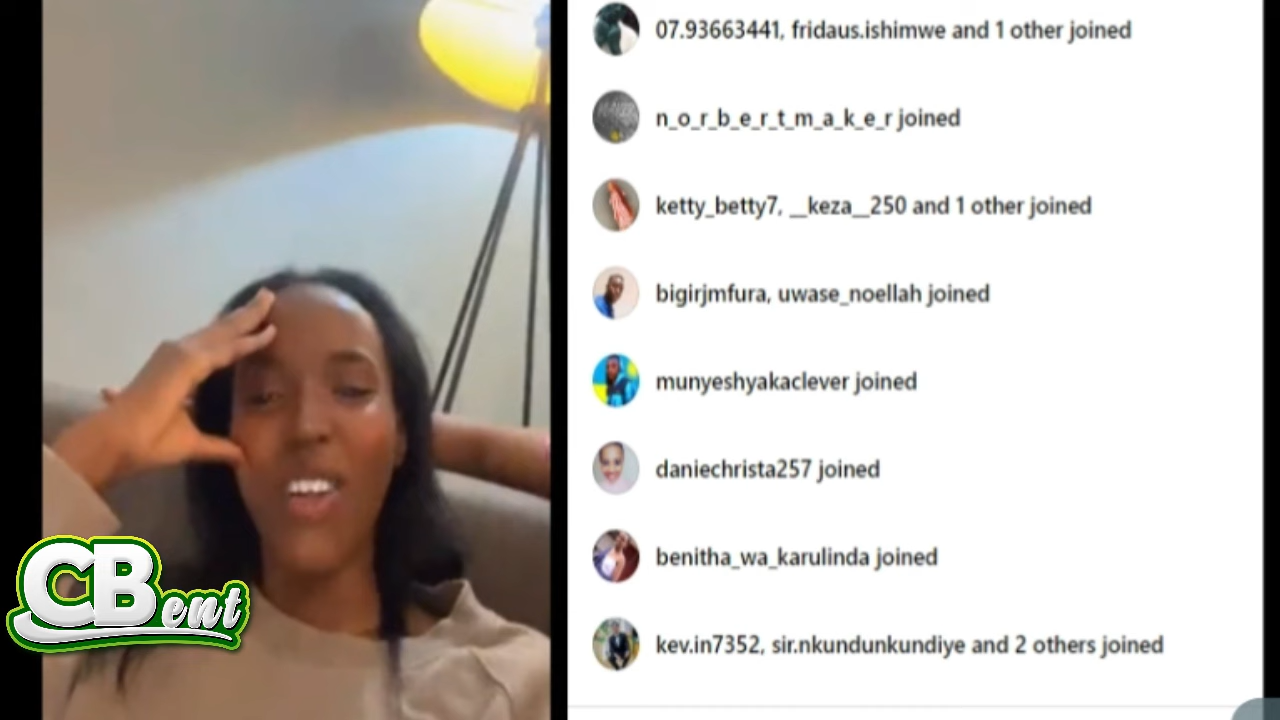 07.93663441, fridaus.ishimwe and 1 other joined
n_o_r_b_e_r_t_m_a_k_e_r joined
ketty_betty7, __keza__250 and 1 other joined
bigirjmfura, uwase_noellah joined
munyeshyakaclever joined
daniechrista257 joined
benitha_wa_karulinda joined
kev.in7352, sir.nkundunkundiye and 2 others joined
CBent